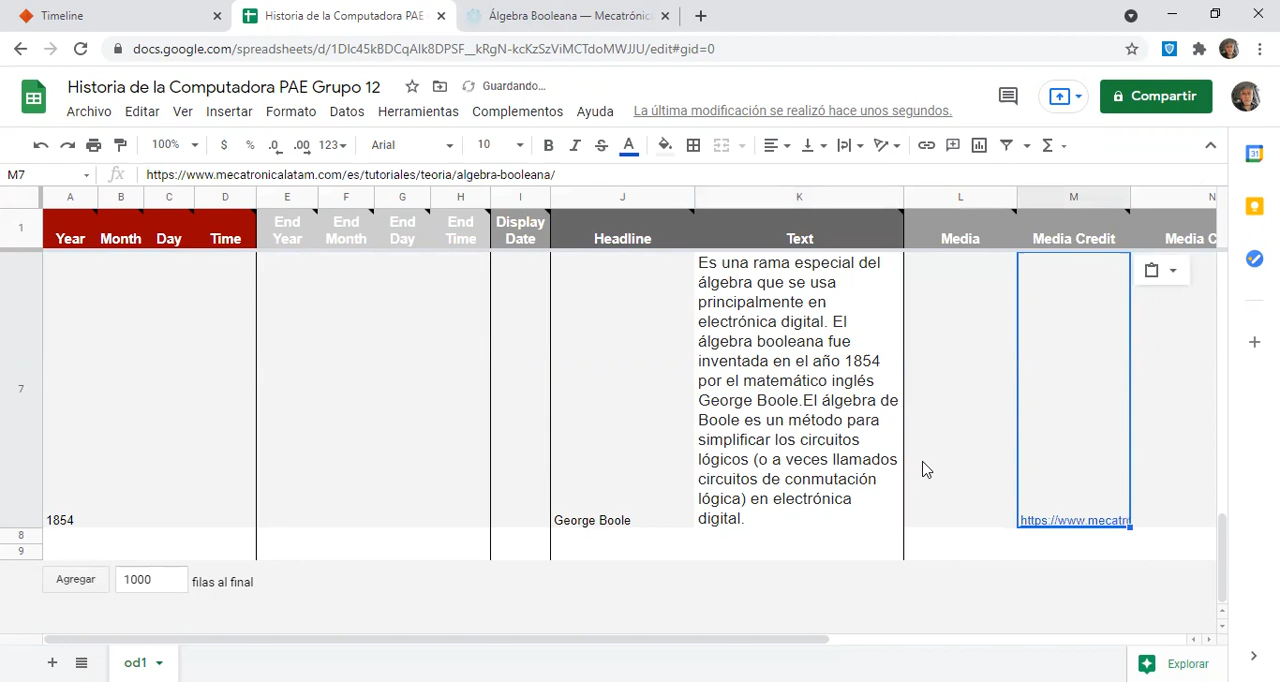 Timeline
Historia de la Computadora PAE
Álgebra Booleana — Mecatrónic
docs.google.com/spreadsheets/d/1Dlc45kBDCqAlk8DPSF__kRgN-kcKzSzViMCTdoMWJJU/edit#gid=0
Historia de la Computadora PAE Grupo 12
Guardando…
Archivo Editar Ver Insertar Formato Datos Herramientas Complementos Ayuda
La última modificación se realizó hace unos segundos.
Compartir
100% $ % .0 .00 123 Arial 10 B I S A
M7
fx
https://www.mecatronicalatam.com/es/tutoriales/teoria/algebra-booleana/
A B C D E F G H I J K L M N
1
Year Month Day Time
End Year
End Month
End Day
End Time
Display Date
Headline
Text
Media
Media Credit
Media C
7
1854
George Boole
Es una rama especial del
álgebra que se usa
principalmente en
electrónica digital. El
álgebra booleana fue
inventada en el año 1854
por el matemático inglés
George Boole.El álgebra de
Boole es un método para
simplificar los circuitos
lógicos (o a veces llamados
circuitos de conmutación
lógica) en electrónica
digital.
https://www.mecatr
8
9
Agregar 1000 filas al final
od1
Explorar
31